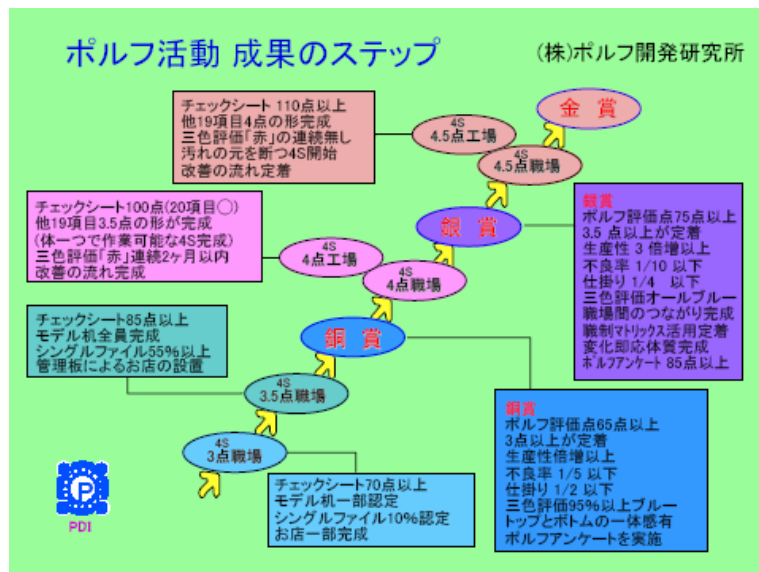 ポルフ活動 成果のステップ
(株)ポルフ開発研究所
金 賞
チェックシート 110点以上
他19項目4点の形完成
三色評価「赤」の連続無し
汚れの元を断つ4S開始
改善の流れ定着
4S
4.5点工場
4S
4.5点職場
チェックシート100点(20項目○)
他19項目3.5点の形が完成
(体一つで作業可能な4S完成)
三色評価「赤」連続2ヶ月以内
改善の流れ完成
銀 賞
4S
4点工場
4S
4点職場
銀賞
ポルフ評価点75点以上
3.5 点以上が定着
生産性 3 倍増以上
不良率 1/10 以下
仕掛り 1/4 以下
三色評価オールブルー
職場間のつながり完成
職制マトリックス活用定着
変化即応体質完成
ポルフアンケート 85点以上
チェックシート85点以上
モデル机全員完成
シングルファイル55%以上
管理板によるお店の設置
銅 賞
4S
3.5点職場
4S
3点職場
銅賞
ポルフ評価点65点以上
3点以上が定着
生産性倍増以上
不良率 1/5 以下
仕掛り 1/2 以下
三色評価95%以上ブルー
トップとボトムの一体感有
ポルフアンケートを実施
チェックシート70点以上
モデル机一部認定
シングルファイル10%認定
お店一部完成
P
PDI